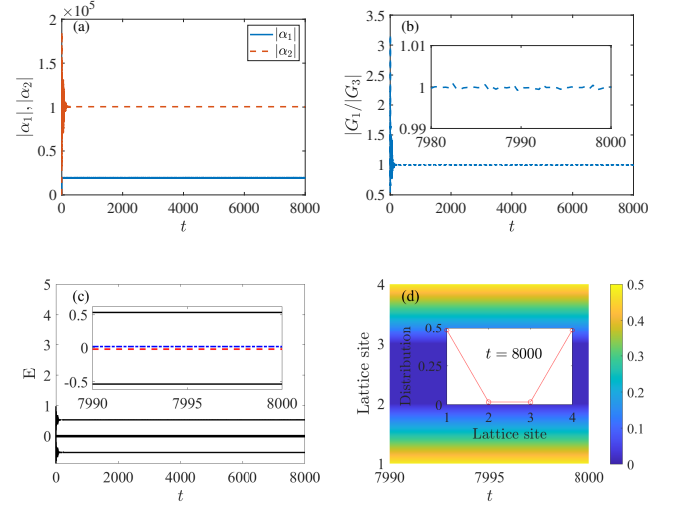 ×10⁵
(a)
|α₁|
|α₂|
|α₁|, |α₂|
2
1.5
1
0.5
0
0 2000 4000 6000 8000
t
(b)
|G₁/|G₃|
3.5
3
2.5
2
1.5
1
0.5
1.01
1
0.99
7980 7990 8000
0 2000 4000 6000 8000
t
(c)
E
5
4
3
2
1
0
0.5
0
-0.5
7990 7995 8000
0 2000 4000 6000 8000
t
(d)
Lattice site
4
3
2
1
Distribution
0.5
0.25
0
t = 8000
1 2 3 4
Lattice site
7990 7995 8000
t
0.5
0.4
0.3
0.2
0.1
0